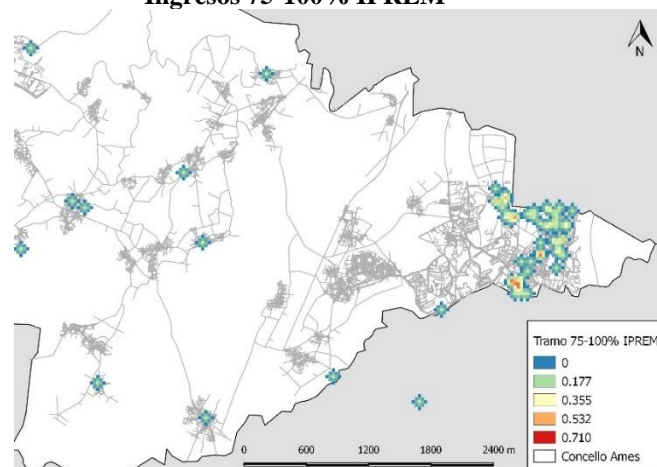 Ingresos 75-100% IPREM
N
Tramo 75-100% IPREM
0
0.177
0.355
0.532
0.710
Concello Ames
0 600 1200 1800 2400 m